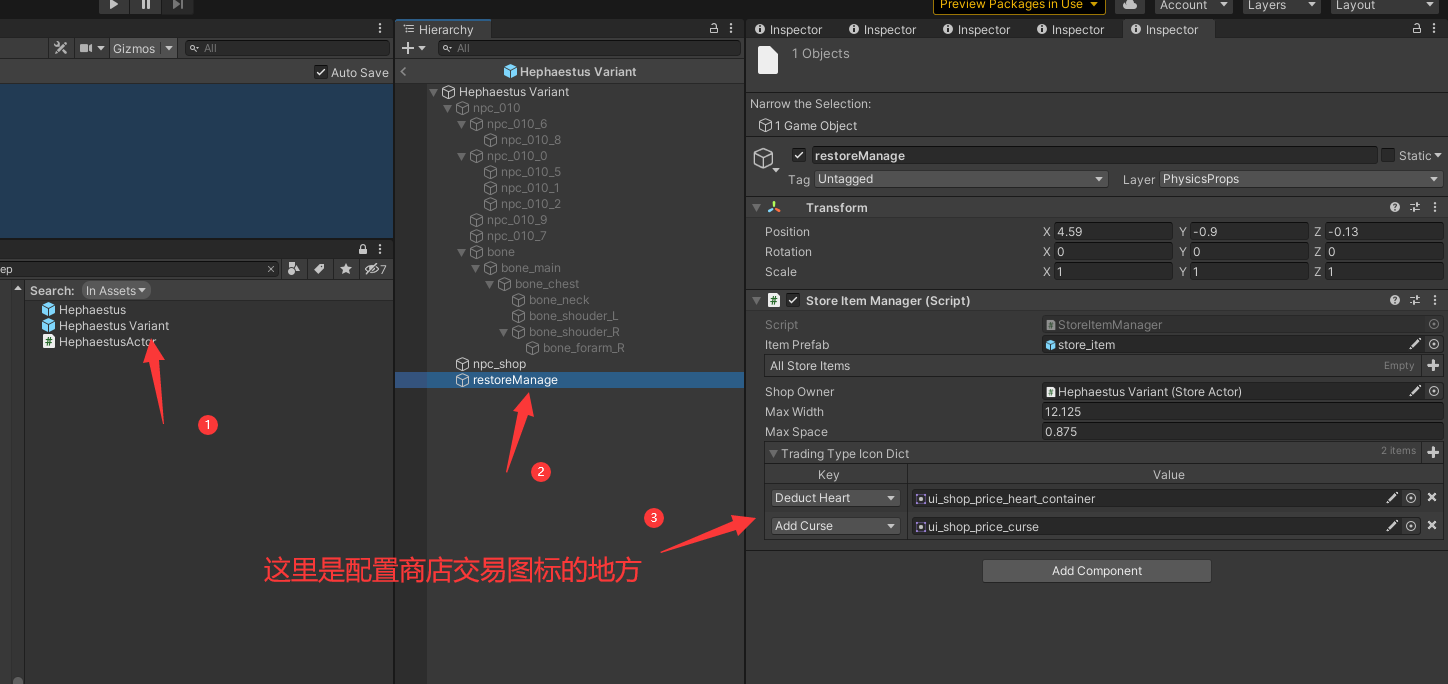 Preview Packages in Use
Account
Layers
Layout
Gizmos
All
Auto Save
Hierarchy
All
Hephaestus Variant
Hephaestus Variant
npc_010
npc_010_6
npc_010_8
npc_010_0
npc_010_5
npc_010_1
npc_010_2
npc_010_9
npc_010_7
bone
bone_main
bone_chest
bone_neck
bone_shouder_L
bone_shouder_R
bone_forarm_R
npc_shop
restoreManage
ep
7
Search: In Assets
Hephaestus
Hephaestus Variant
HephaestusActor
1
2
3
这里是配置商店交易图标的地方
Inspector
Inspector
Inspector
Inspector
Inspector
1 Objects
Narrow the Selection:
1 Game Object
restoreManage
Static
Tag Untagged
Layer PhysicsProps
Transform
Position X 4.59 Y -0.9 Z -0.13
Rotation X 0 Y 0 Z 0
Scale X 1 Y 1 Z 1
# Store Item Manager (Script)
Script StoreItemManager
Item Prefab store_item
All Store Items Empty
Shop Owner Hephaestus Variant (Store Actor)
Max Width 12.125
Max Space 0.875
Trading Type Icon Dict 2 items
Key Value
Deduct Heart ui_shop_price_heart_container
Add Curse ui_shop_price_curse
Add Component